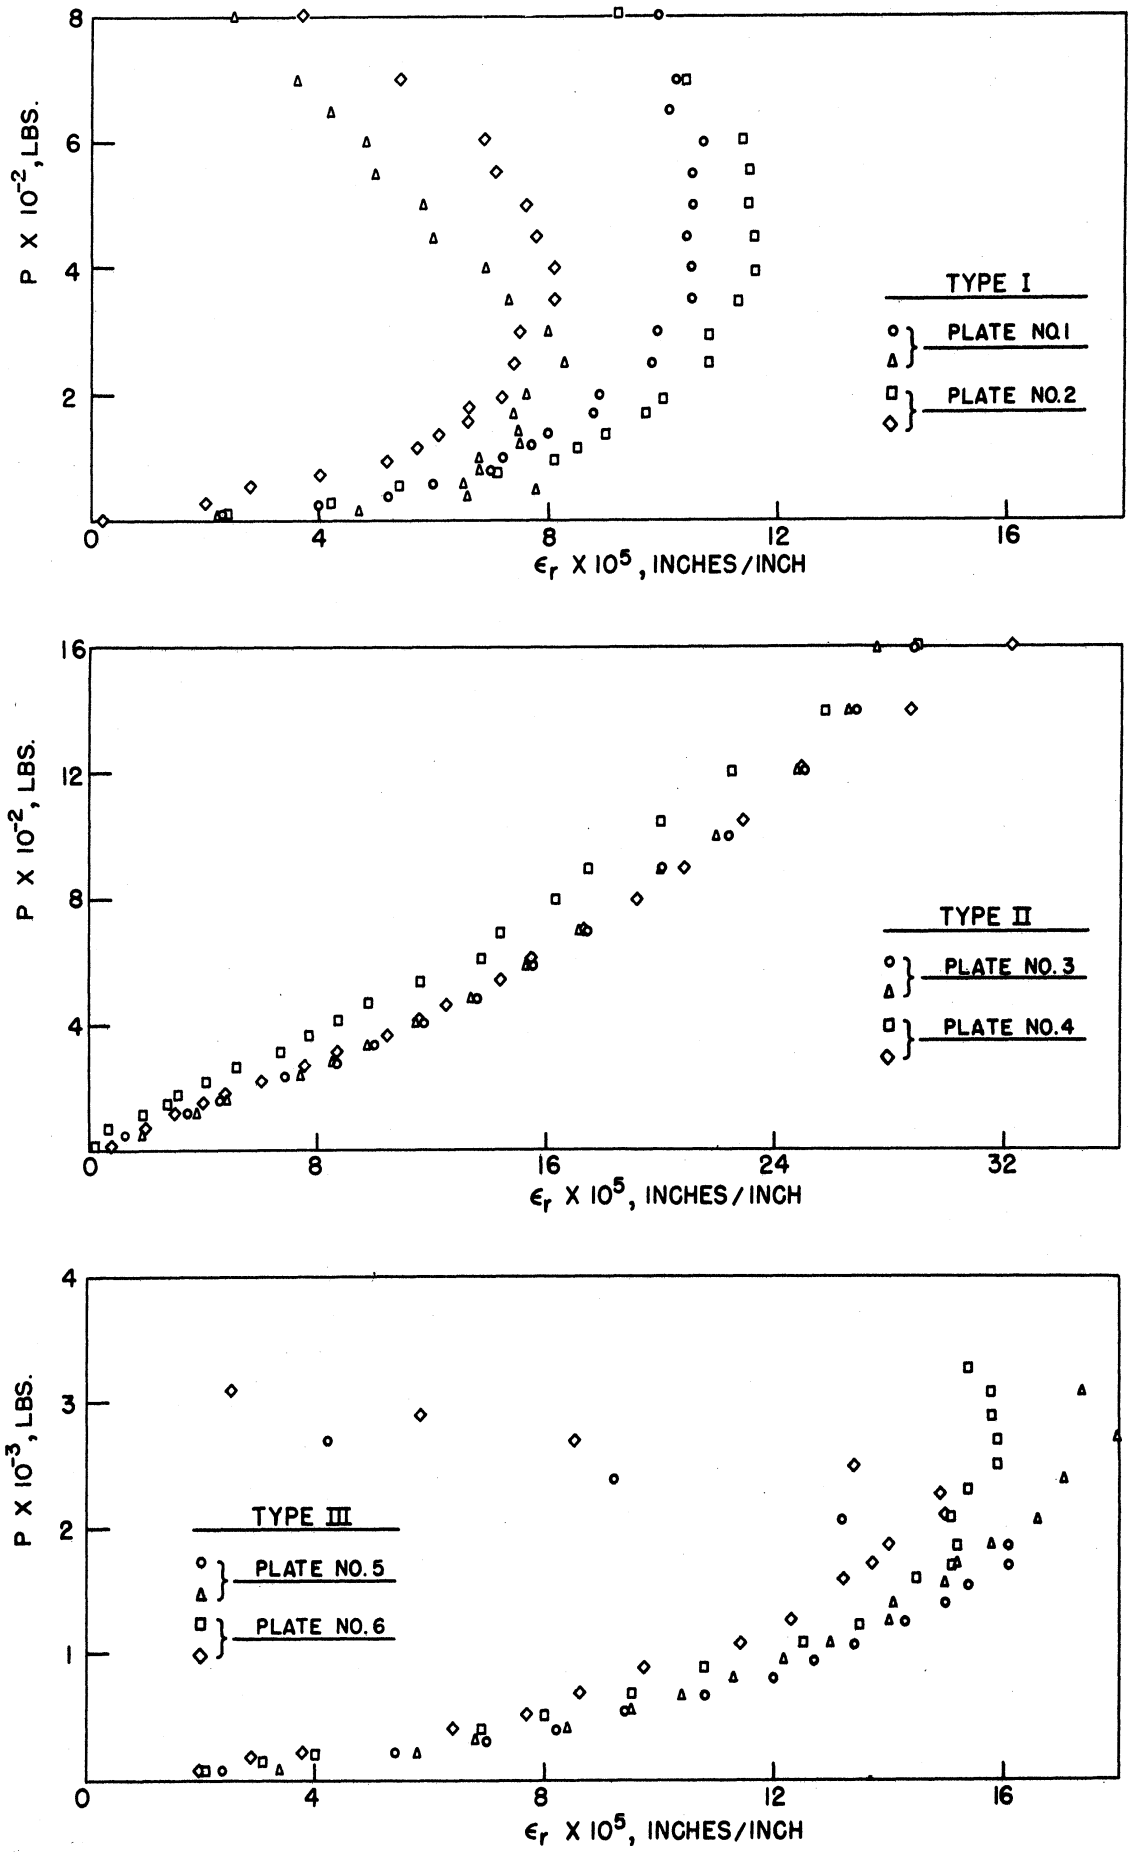 8
6
4
2
0
P X 10⁻², LBS.
4
8
12
16
ϵr X 10⁵, INCHES/INCH
TYPE I
PLATE NO.1
PLATE NO.2
16
12
8
4
0
P X 10⁻², LBS.
8
16
24
32
ϵr X 10⁵, INCHES/INCH
TYPE II
PLATE NO. 3
PLATE NO.4
4
3
2
1
0
P X 10⁻³, LBS.
4
8
12
16
ϵr X 10⁵, INCHES/INCH
TYPE III
PLATE NO. 5
PLATE NO. 6